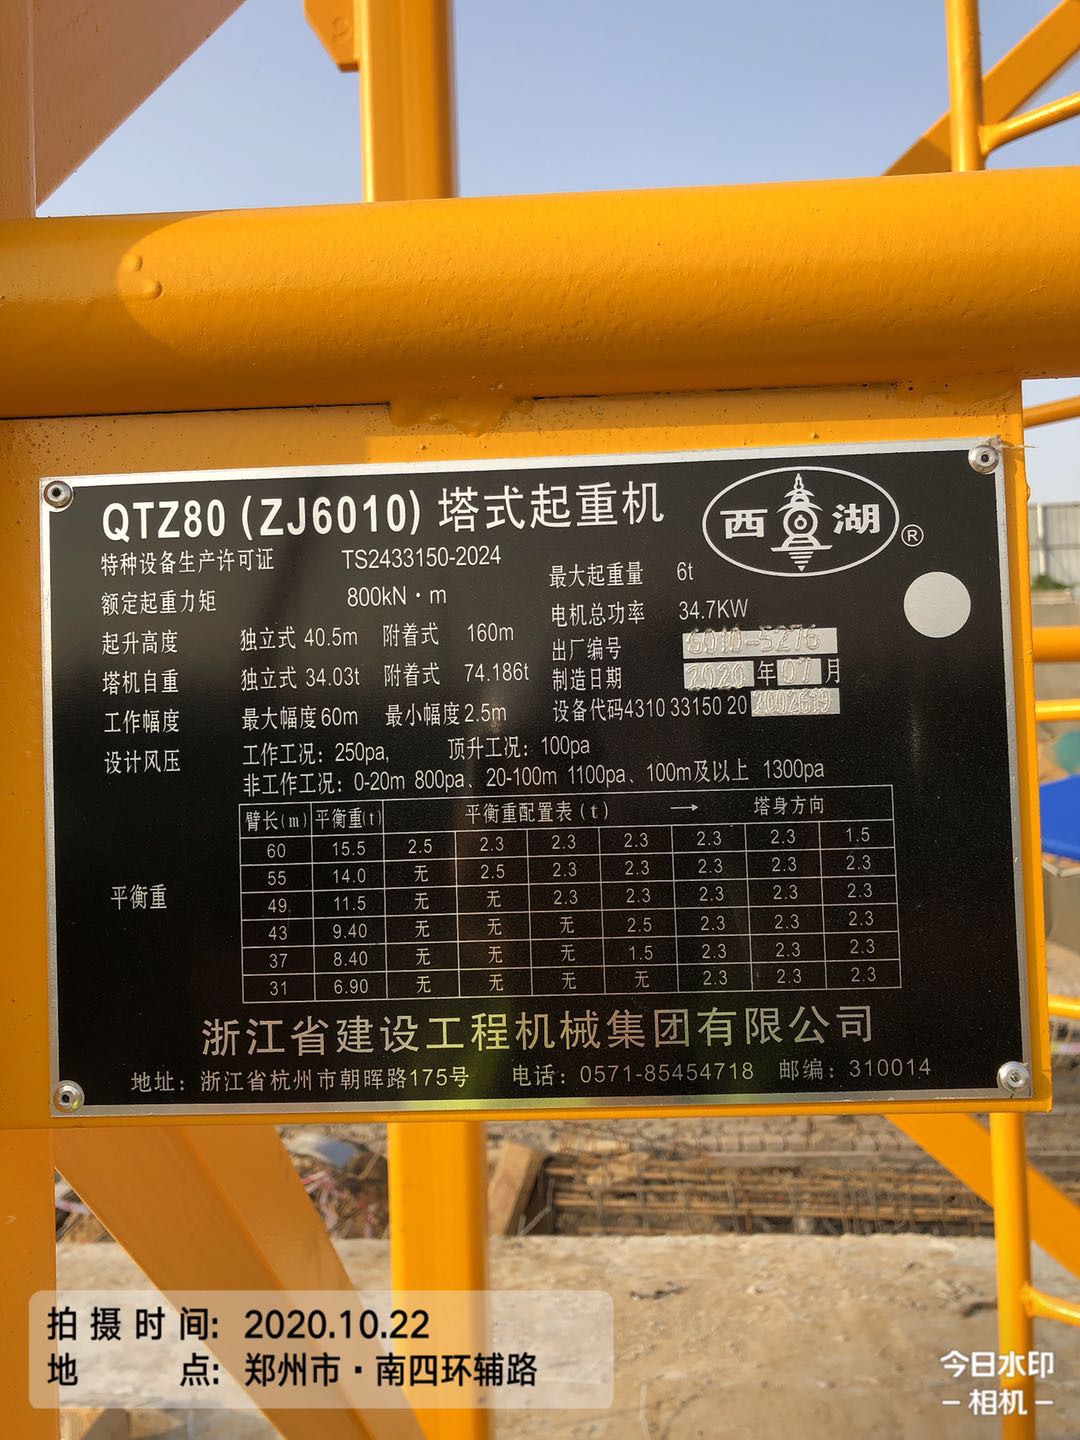 QTZ80(ZJ6010)塔式起重机
西湖®
特种设备生产许可证 TS2433150-2024
最大起重量 6t
额定起重力矩 800kN·m
电机总功率 34.7KW
起升高度 独立式 40.5m 附着式 160m
出厂编号 6010-5276
塔机自重 独立式 34.03t 附着式 74.186t
制造日期 2020年07月
工作幅度 最大幅度60m 最小幅度2.5m
设备代码4310 33150 20 2002619
设计风压 工作工况: 250pa, 顶升工况: 100pa
非工作工况: 0-20m 800pa、20-100m 1100pa、100m及以上 1300pa
平衡重
臂长(m) 平衡重(t) 平衡重配置表(t) → 塔身方向
60 15.5 2.5 2.3 2.3 2.3 2.3 2.3 1.5
55 14.0 无 2.5 2.3 2.3 2.3 2.3 2.3
49 11.5 无 无 2.3 2.3 2.3 2.3 2.3
43 9.40 无 无 无 2.5 2.3 2.3 2.3
37 8.40 无 无 无 1.5 2.3 2.3 2.3
31 6.90 无 无 无 无 2.3 2.3 2.3
浙江省建设工程机械集团有限公司
地址: 浙江省杭州市朝晖路175号 电话: 0571-85454718 邮编: 310014
拍摄时间: 2020.10.22
地点: 郑州市·南四环辅路
今日水印
-相机-